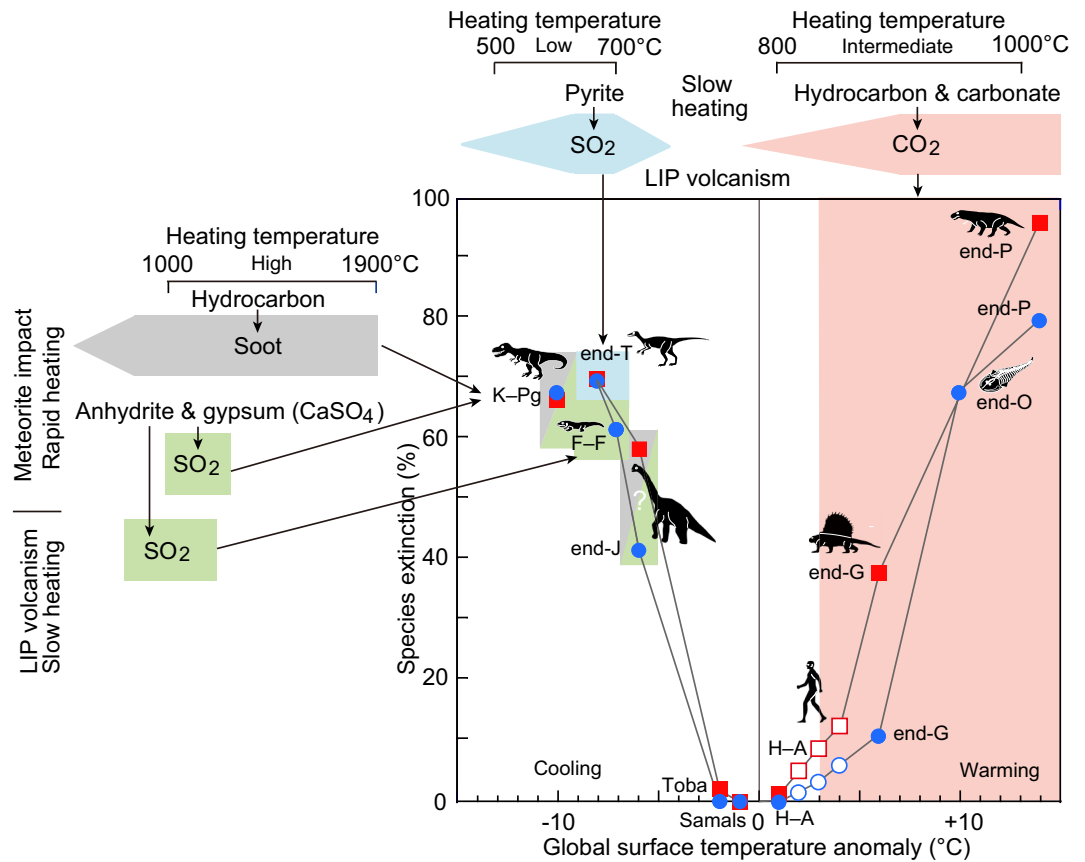 Heating temperature
500 Low 700°C
Pyrite
SO2
Slow
heating
Heating temperature
800 Intermediate 1000°C
Hydrocarbon & carbonate
CO2
LIP volcanism
Heating temperature
1000 High 1900°C
Hydrocarbon
Soot
Anhydrite & gypsum (CaSO4)
SO2
SO2
Meteorite impact
Rapid heating
LIP volcanism
Slow heating
Species extinction (%)
100
80
60
40
20
0
end-T
K–Pg
F–F
?
end-J
Toba
Samals
Cooling
end-P
end-P
end-O
end-G
end-G
H–A
H–A
Warming
-10 0 +10
Global surface temperature anomaly (°C)